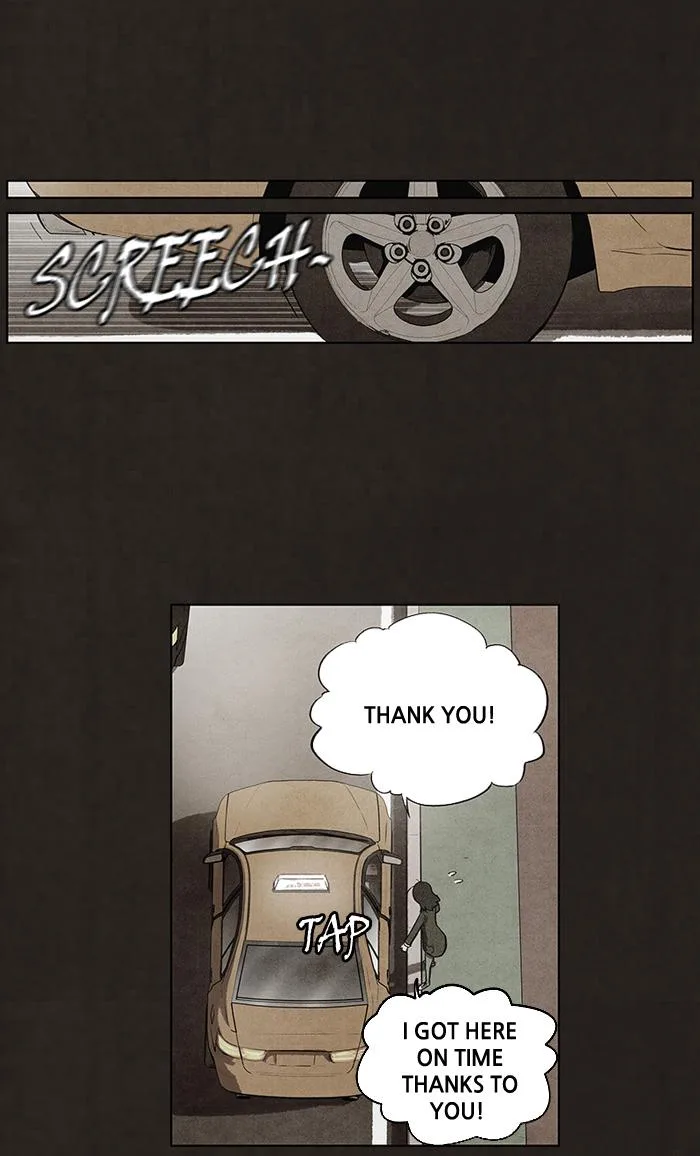 SCREECH-
THANK YOU!
TAP
I GOT HERE
ON TIME
THANKS TO
YOU!